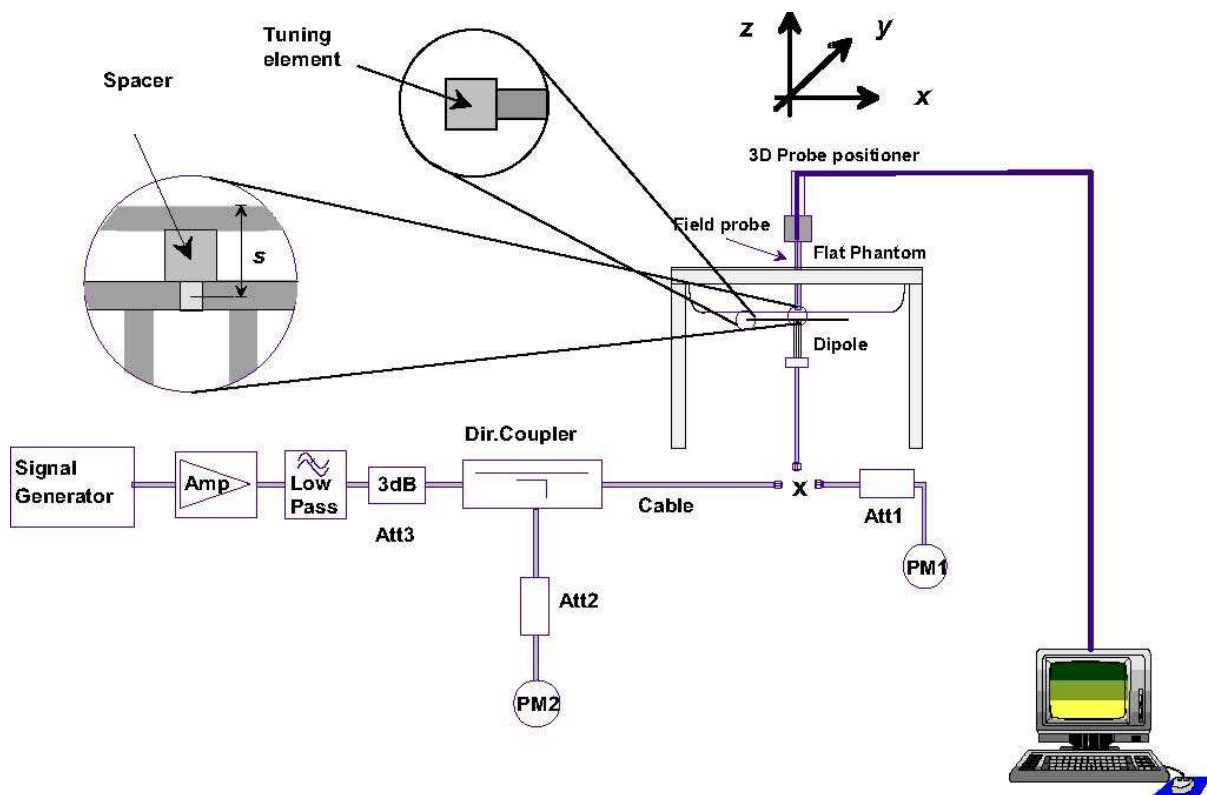 Tuning
element
Spacer
s
z
y
x
3D Probe positioner
Field probe
Flat Phantom
Dipole
Dir.Coupler
Signal
Generator
Amp
Low
Pass
3dB
Att3
Cable
x
Att1
PM1
Att2
PM2